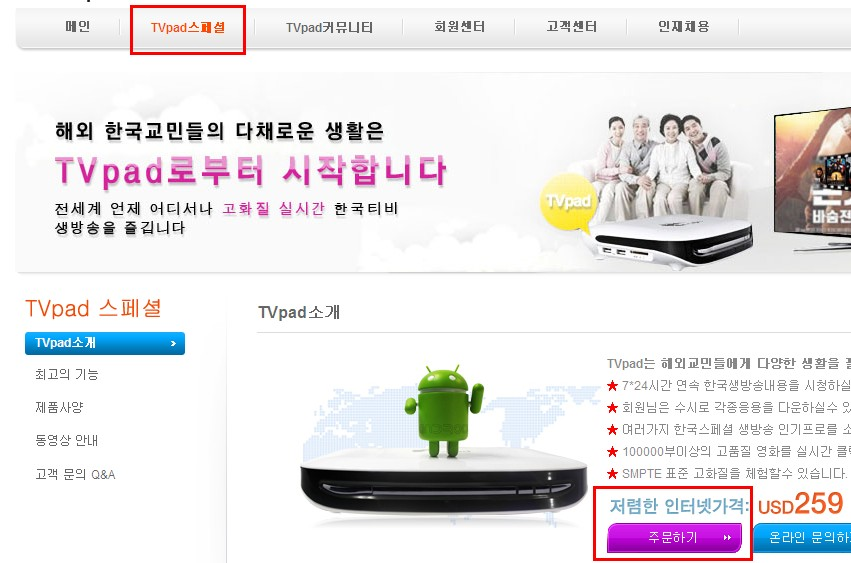 메인 TVpad스페셜 TVpad커뮤니티 회원센터 고객센터 인재채용
해외 한국교민들의 다채로운 생활은
TVpad로부터 시작합니다
전세계 언제 어디서나 고화질 실시간 한국티비
생방송을 즐깁니다
TVpad
TVpad 스페셜
TVpad소개
최고의 기능
제품사양
동영상 안내
고객 문의 Q&A
TVpad소개
TVpad는 해외교민들에게 다양한 생활을
★ 7*24시간 연속 한국생방송내용을 시청하실
★ 회원님은 수시로 각종응용을 다운하실수
★ 여러가지 한국스페셜 생방송 인기프로를
★ 100000부이상의 고품질 영화를 실시간
★ SMPTE 표준 고화질을 체험할수 있습니다.
저렴한 인터넷가격: USD259
주문하기 온라인 문의하